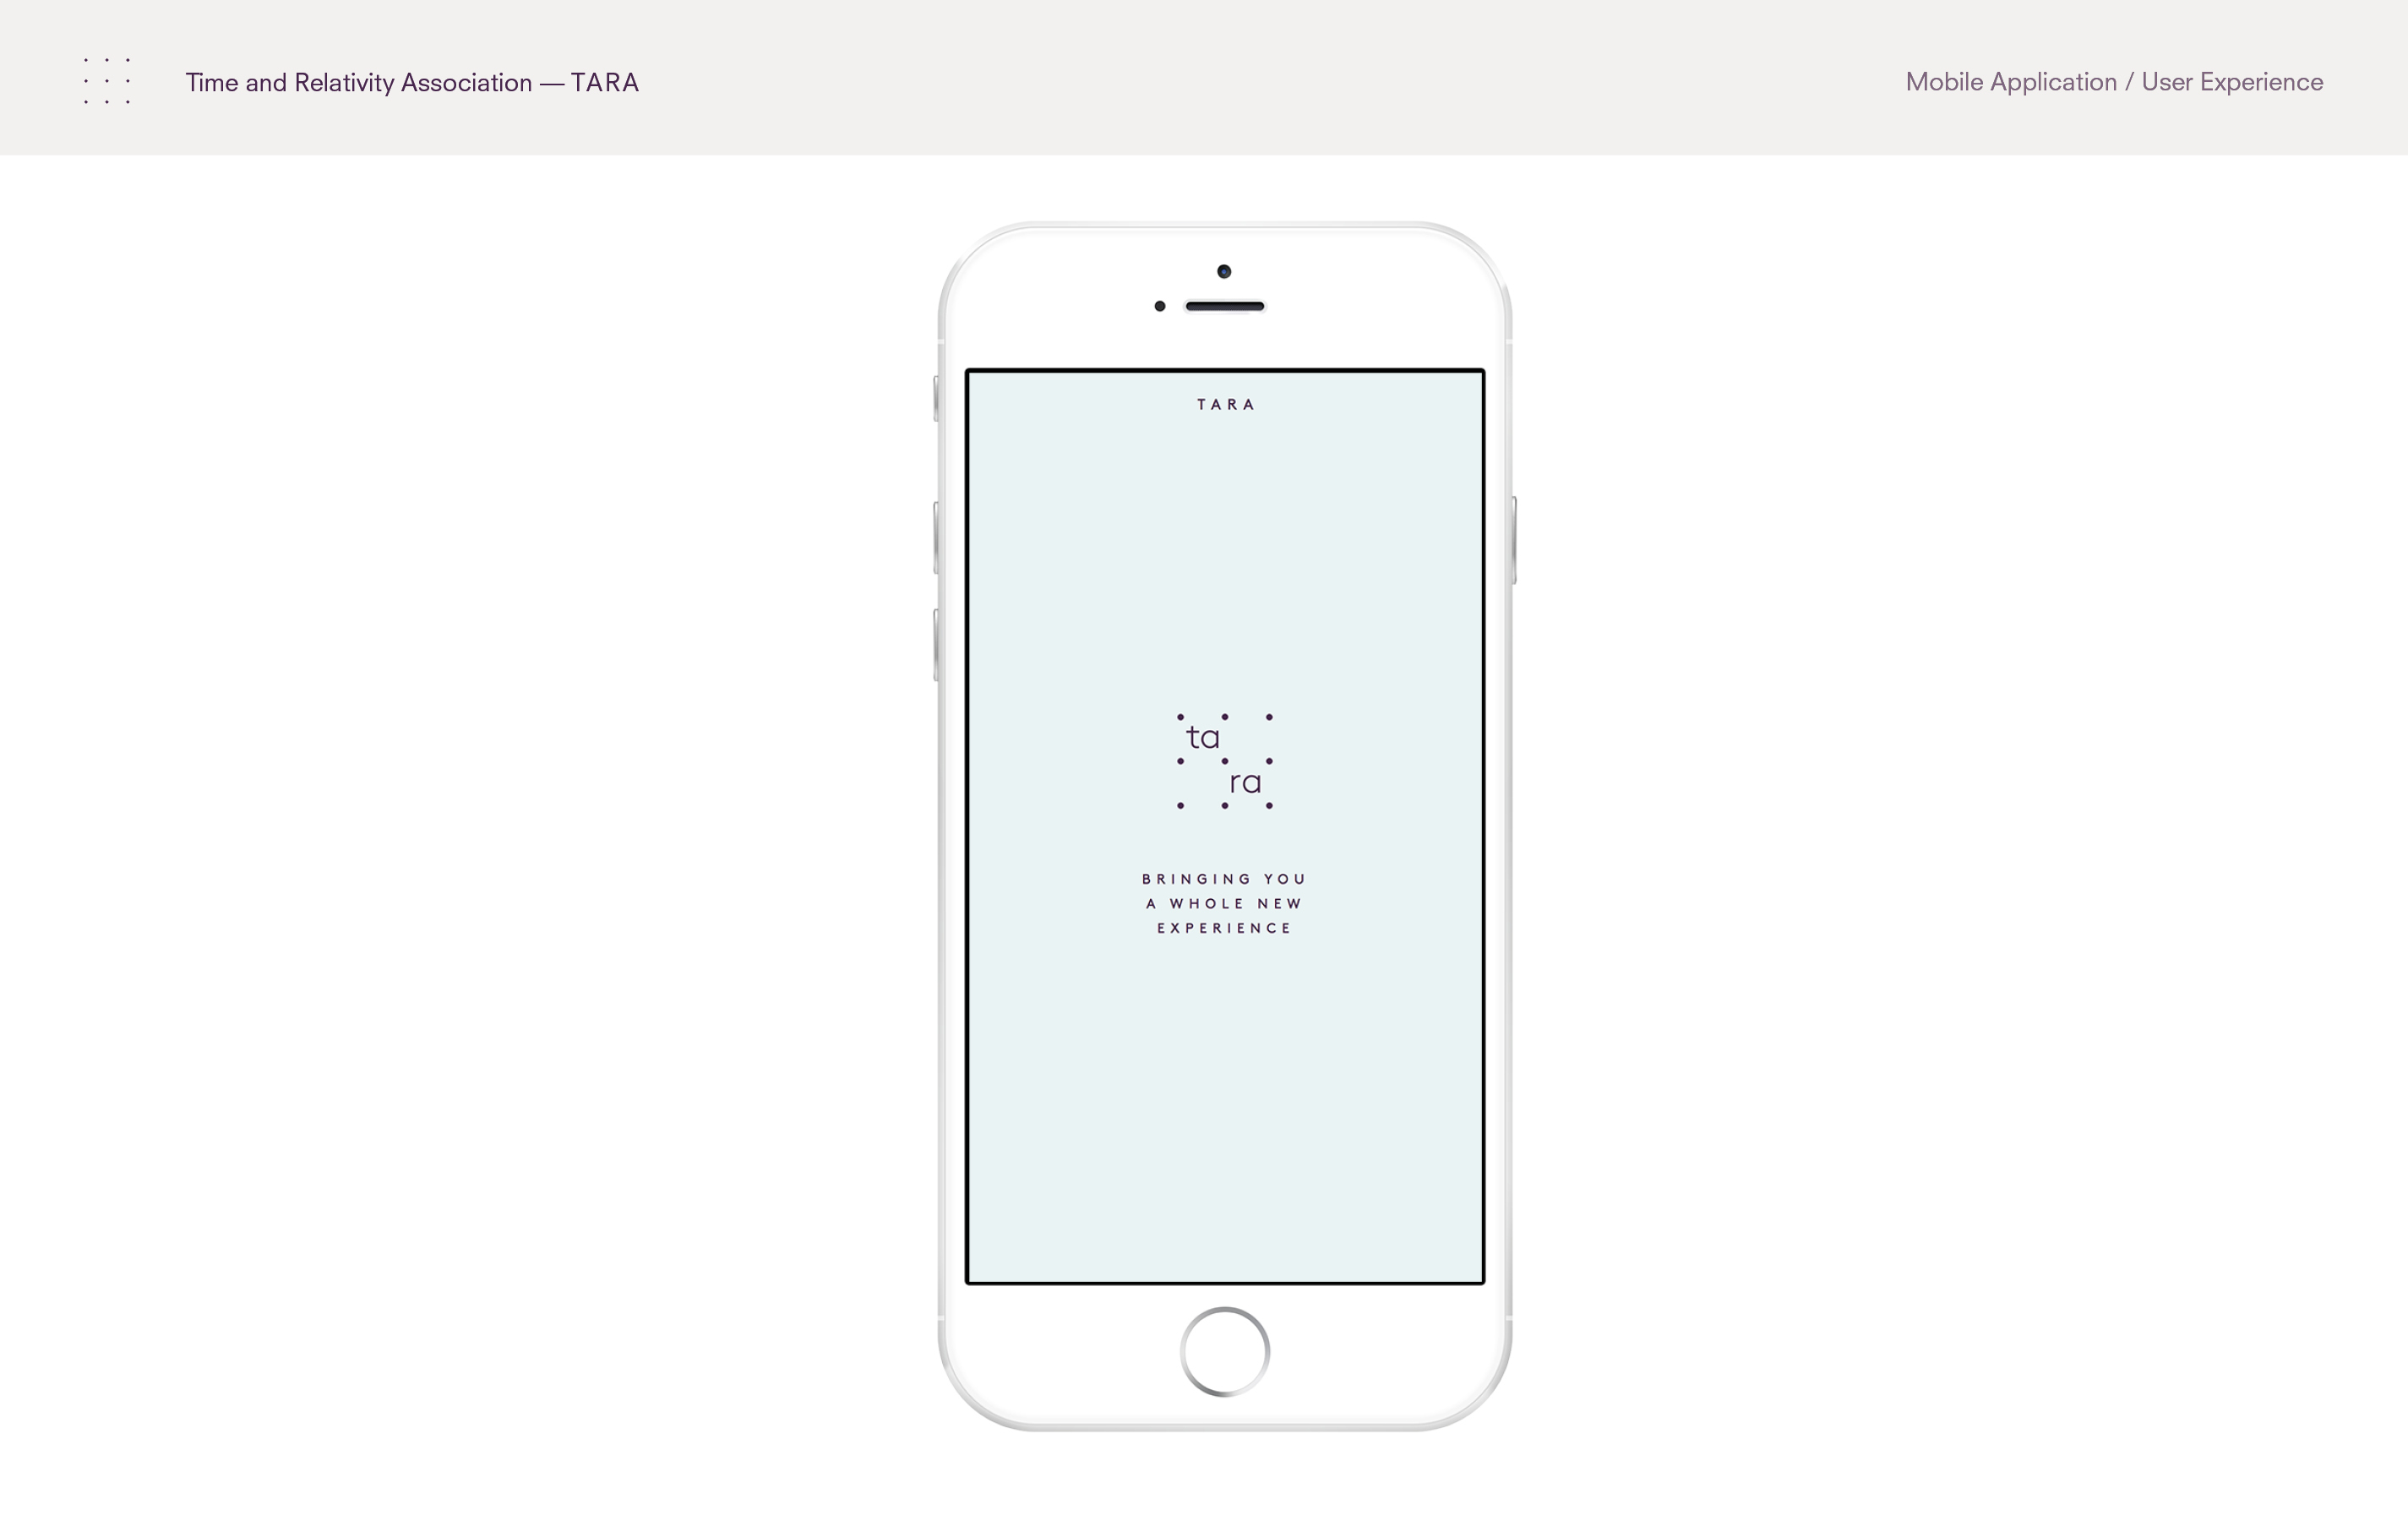 Time and Relativity Association — TARA
Mobile Application / User Experience
TARA
ta
ra
BRINGING YOU
A WHOLE NEW
EXPERIENCE